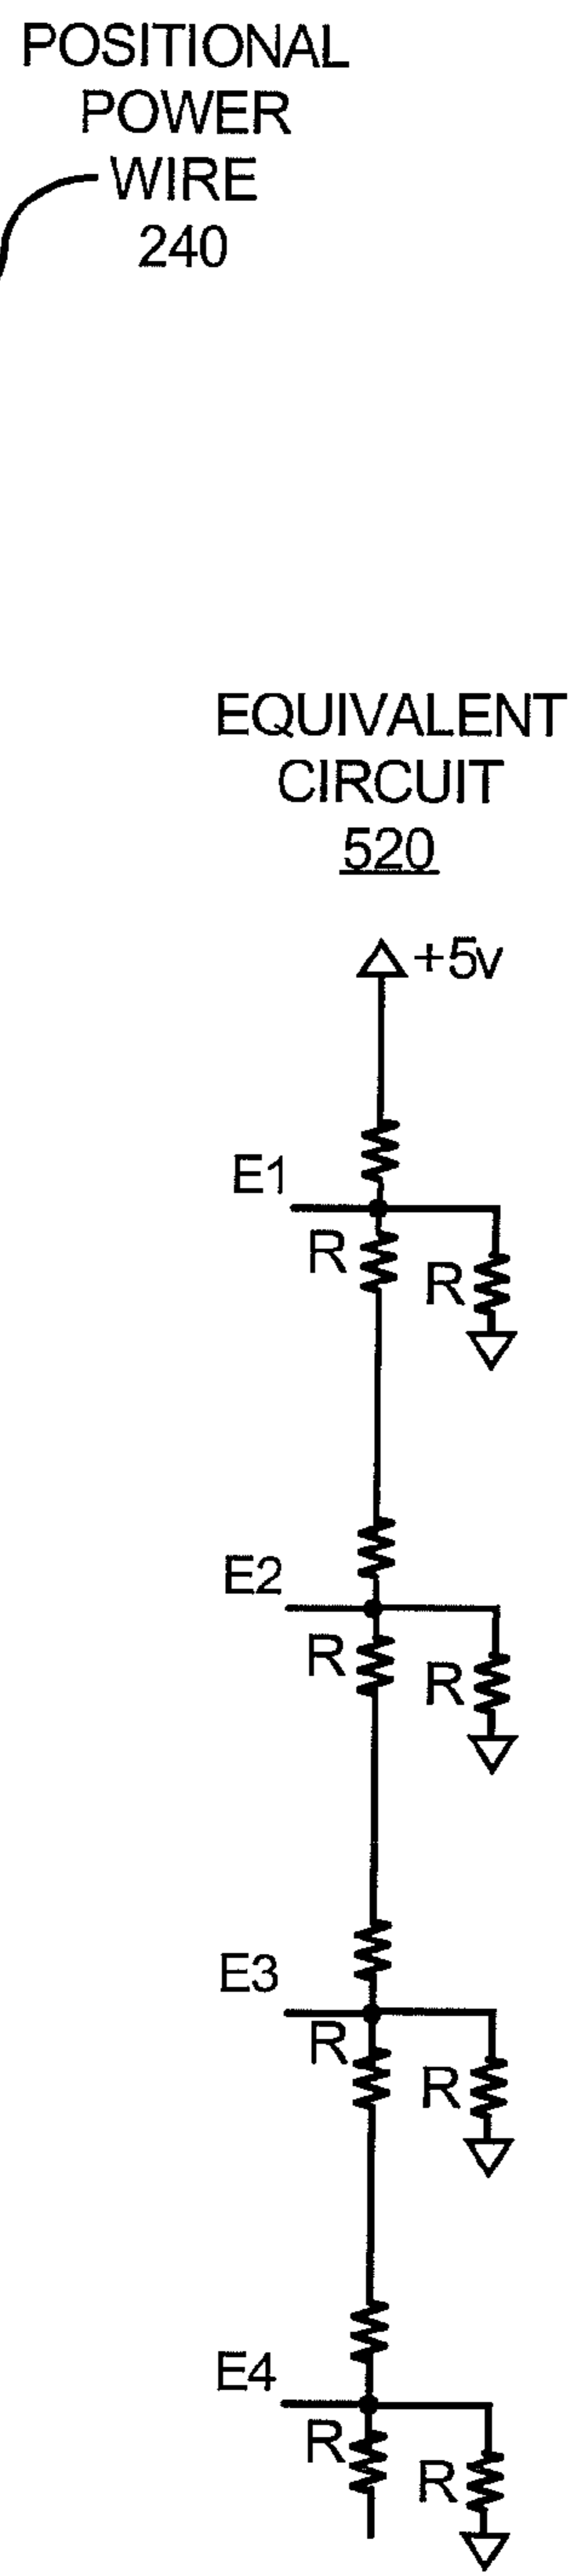 POSITIONAL
POWER
WIRE
240
EQUIVALENT
CIRCUIT
520
+5v
E1
R
R
E2
R
R
E3
R
R
E4
R
R